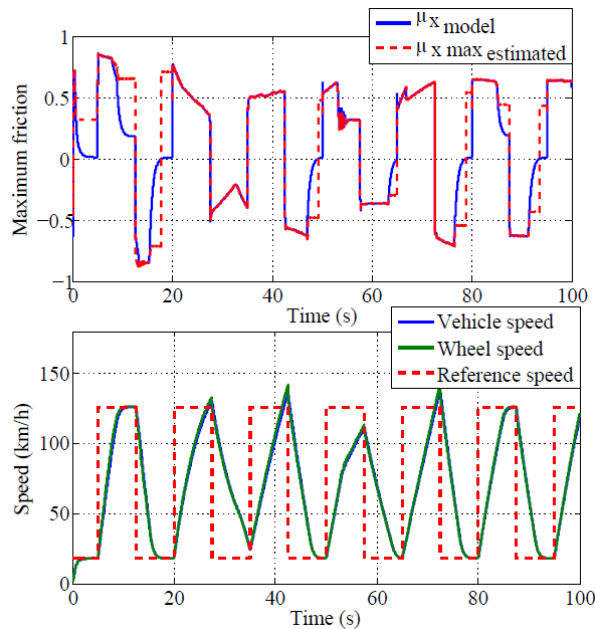 μ x model
μ x max estimated
Maximum friction
1
0.5
0
−0.5
−1
0 20 40 60 80 100
Time (s)
Vehicle speed
Wheel speed
Reference speed
Speed (km/h)
150
100
50
0
0 20 40 60 80 100
Time (s)